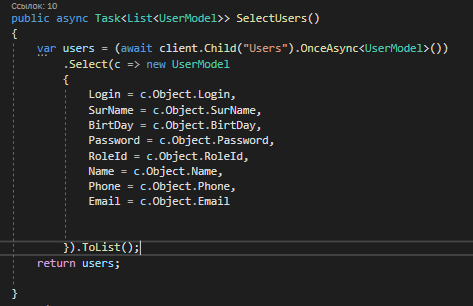 Ссылок: 10
public async Task<List<UserModel>> SelectUsers()
{
var users = (await client.Child("Users").OnceAsync<UserModel>())
.Select(c => new UserModel
{
Login = c.Object.Login,
SurName = c.Object.SurName,
BirtDay = c.Object.BirtDay,
Password = c.Object.Password,
RoleId = c.Object.RoleId,
Name = c.Object.Name,
Phone = c.Object.Phone,
Email = c.Object.Email
}).ToList();
return users;
}